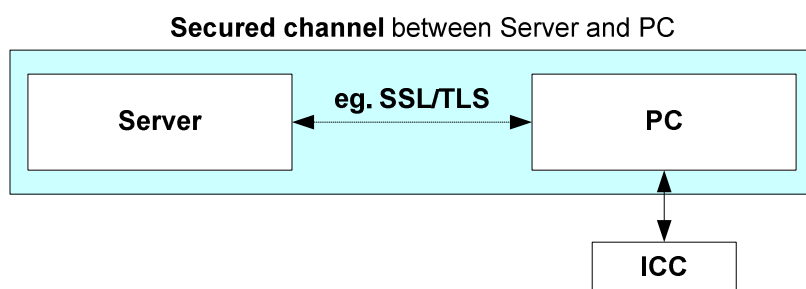 Secured channel between Server and PC
eg. SSL/TLS
Server
PC
ICC